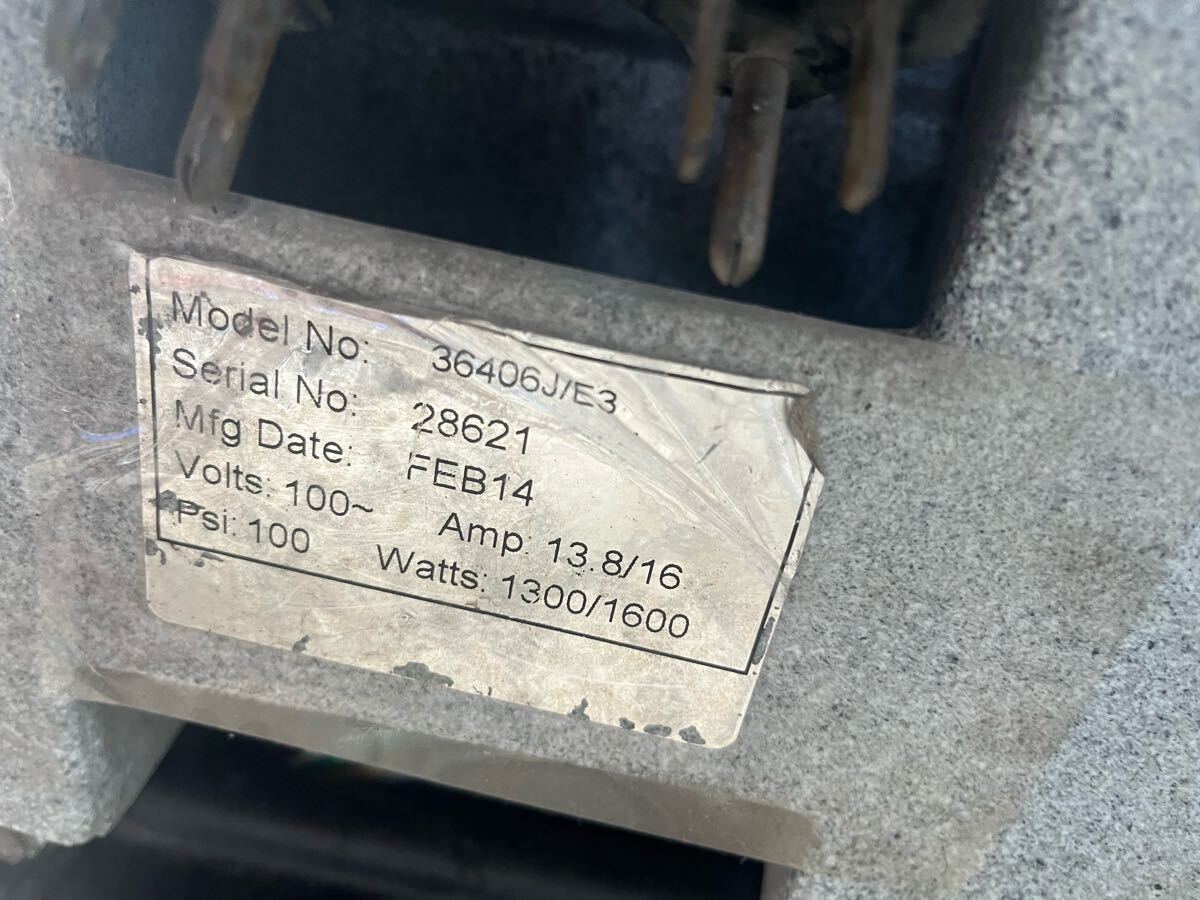 Model No: 36406J/E3
Serial No: 28621
Mfg Date: FEB14
Volts: 100~ Amp: 13.8/16
Psi: 100 Watts: 1300/1600